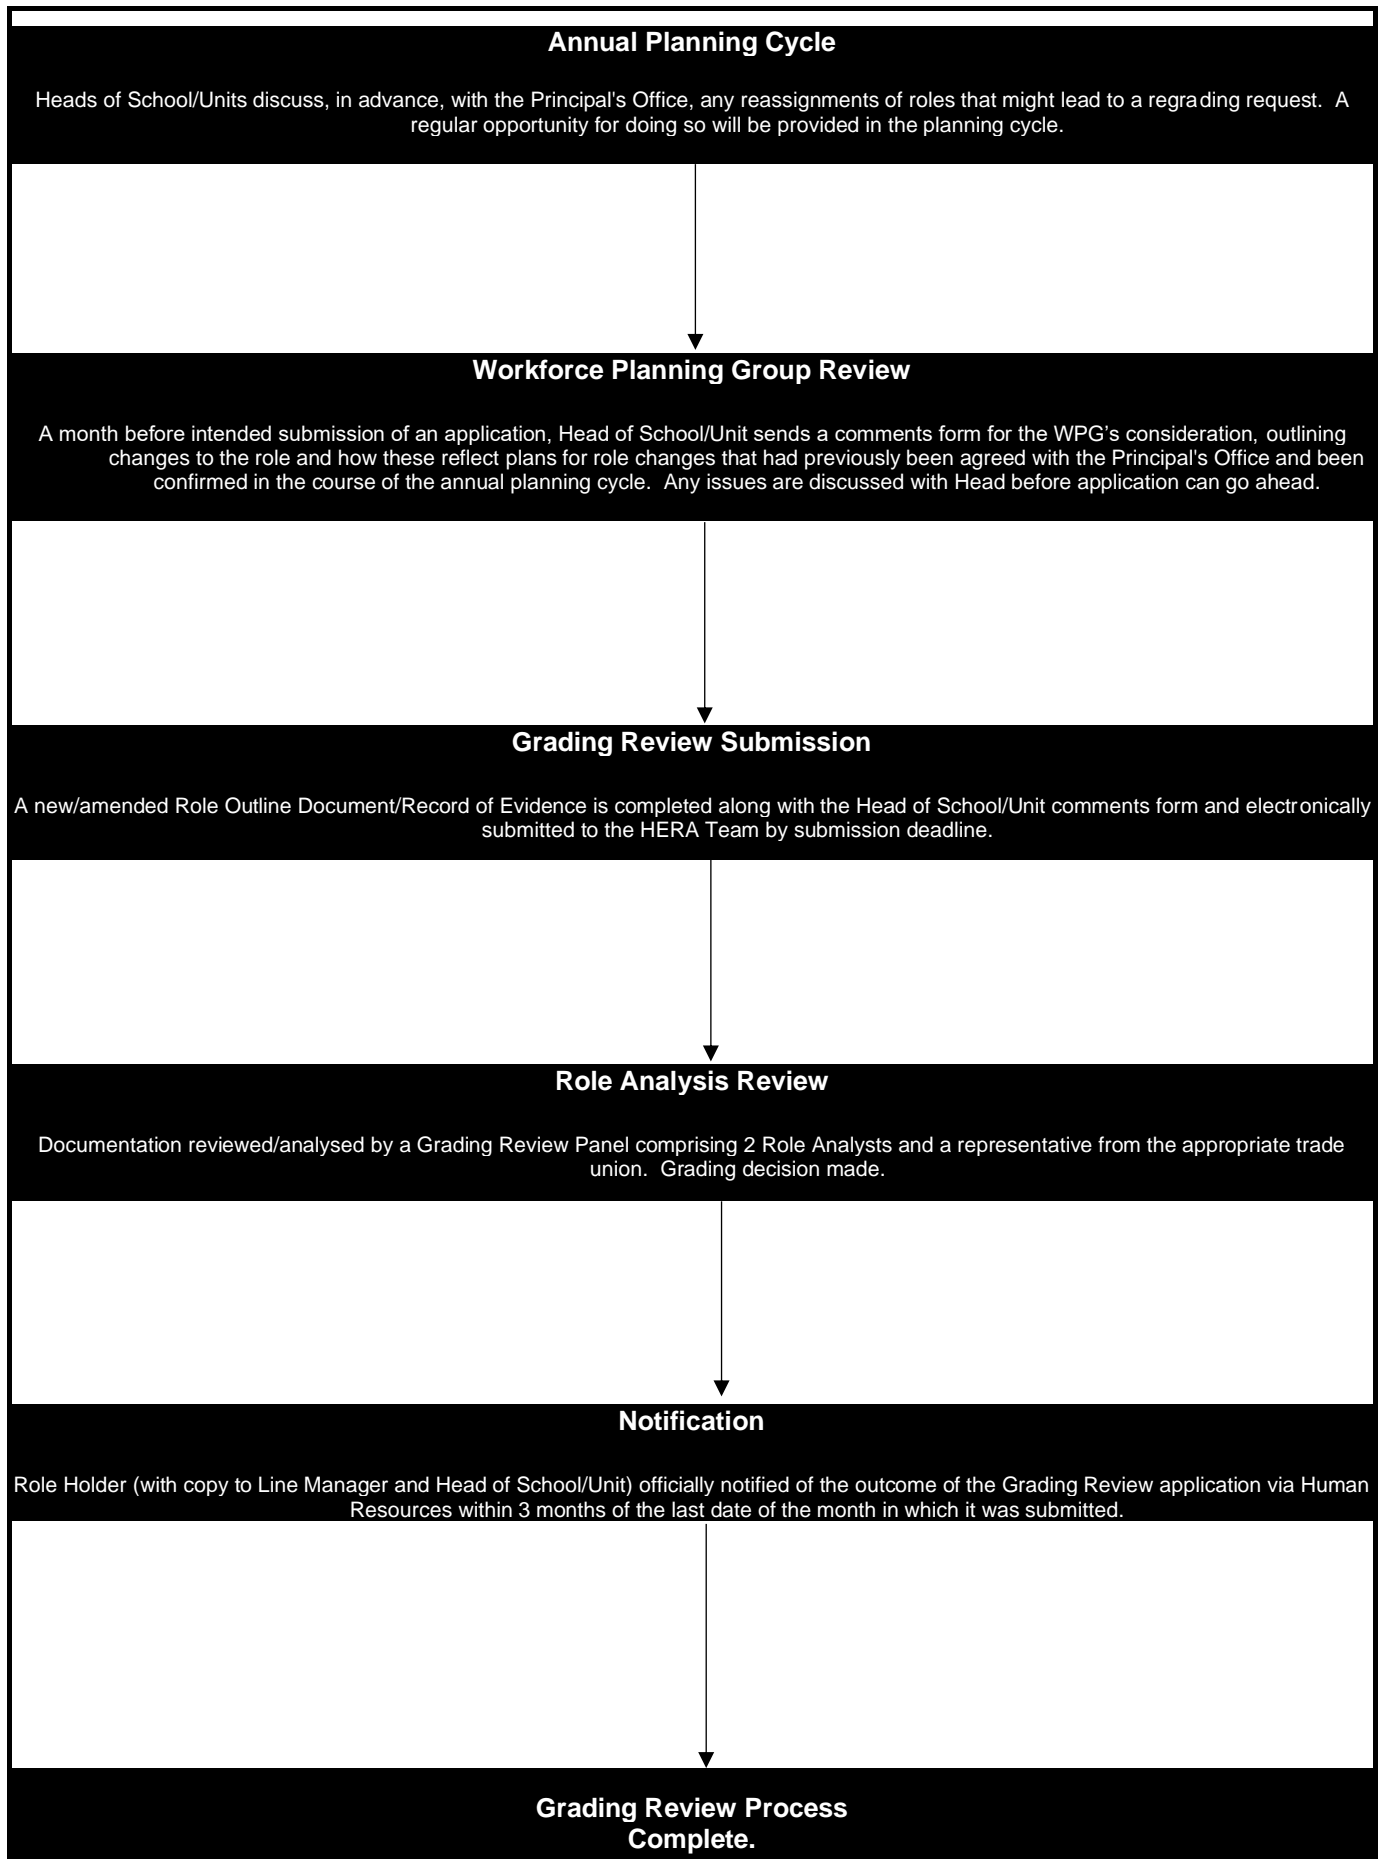 Annual Planning Cycle
Heads of School/Units discuss, in advance, with the Principal's Office, any reassignments of roles that might lead to a regrading request.  A
regular opportunity for doing so will be provided in the planning cycle.
Workforce Planning Group Review
A month before intended submission of an application, Head of School/Unit sends a comments form for the WPG’s consideration, outlining
changes to the role and how these reflect plans for role changes that had previously been agreed with the Principal's Office and been
confirmed in the course of the annual planning cycle.  Any issues are discussed with Head before application can go ahead.
Grading Review Submission
A new/amended Role Outline Document/Record of Evidence is completed along with the Head of School/Unit comments form and electronically
submitted to the HERA Team by submission deadline.
Role Analysis Review
Documentation reviewed/analysed by a Grading Review Panel comprising 2 Role Analysts and a representative from the appropriate trade
union.  Grading decision made.
Notification
Role Holder (with copy to Line Manager and Head of School/Unit) officially notified of the outcome of the Grading Review application via Human
Resources within 3 months of the last date of the month in which it was submitted.
Grading Review Process
Complete.